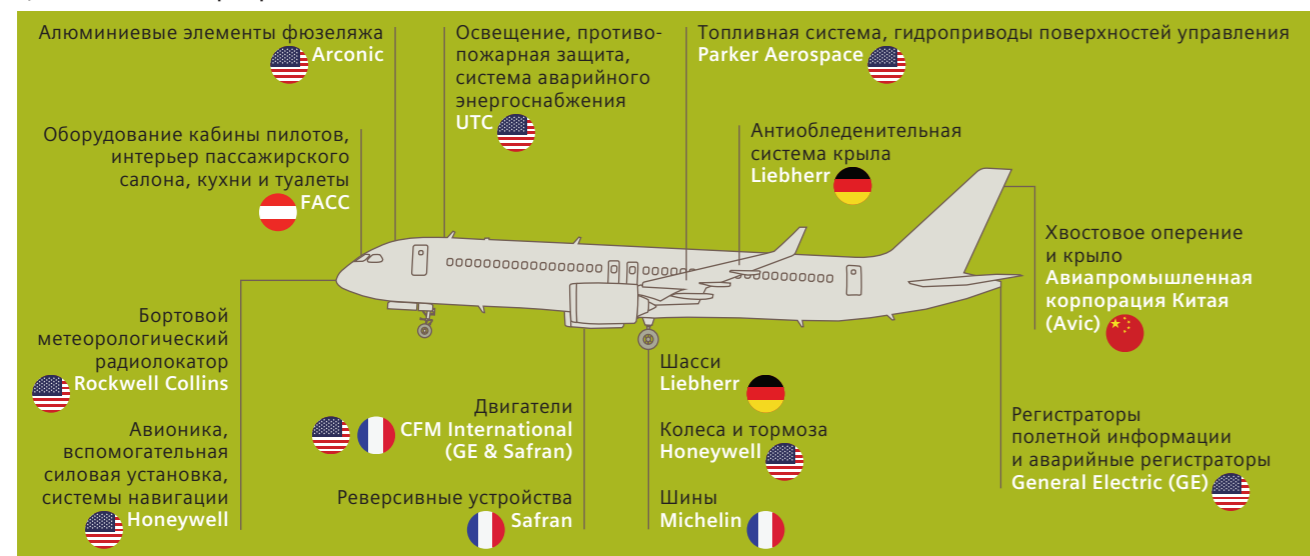 Алюминиевые элементы фюзеляжа
Arconic
Освещение, противо-
пожарная защита,
система аварийного
энергоснабжения
UTC
Топливная система, гидроприводы поверхностей управления
Parker Aerospace
Оборудование кабины пилотов,
интерьер пассажирского
салона, кухни и туалеты
FACC
Антиобледенительная
система крыла
Liebherr
Хвостовое оперение
и крыло
Авиапромышленная
корпорация Китая
(Avic)
Бортовой
метеорологический
радиолокатор
Rockwell Collins
Авионика,
вспомогательная
силовая установка,
системы навигации
Honeywell
Двигатели
CFM International
(GE & Safran)
Реверсивные устройства
Safran
Шасси
Liebherr
Колеса и тормоза
Honeywell
Шины
Michelin
Регистраторы
полетной информации
и аварийные регистраторы
General Electric (GE)